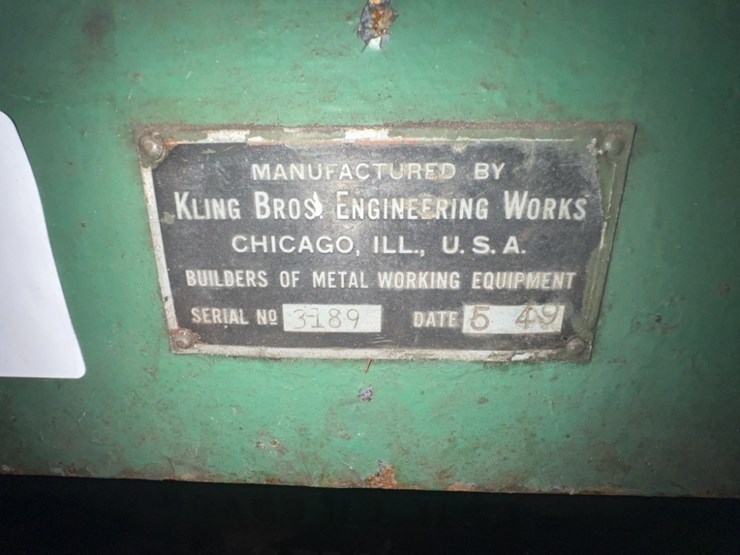 MANUFACTURED BY
KLING BROS. ENGINEERING WORKS
CHICAGO, ILL., U. S. A.
BUILDERS OF METAL WORKING EQUIPMENT
SERIAL Nº 3189 DATE 5 49